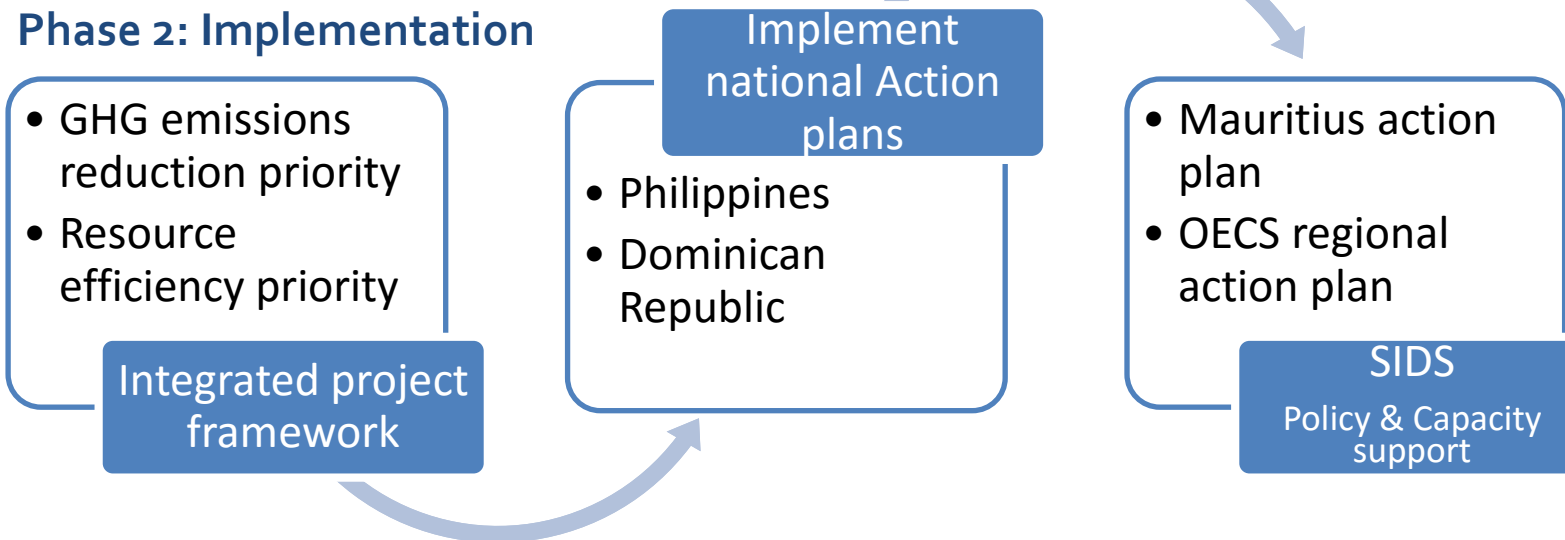 Phase 2: Implementation
• GHG emissions
reduction priority
• Resource
efficiency priority
Integrated project
framework
Implement
national Action
plans
• Philippines
• Dominican
Republic
• Mauritius action
plan
• OECS regional
action plan
SIDS
Policy & Capacity
support